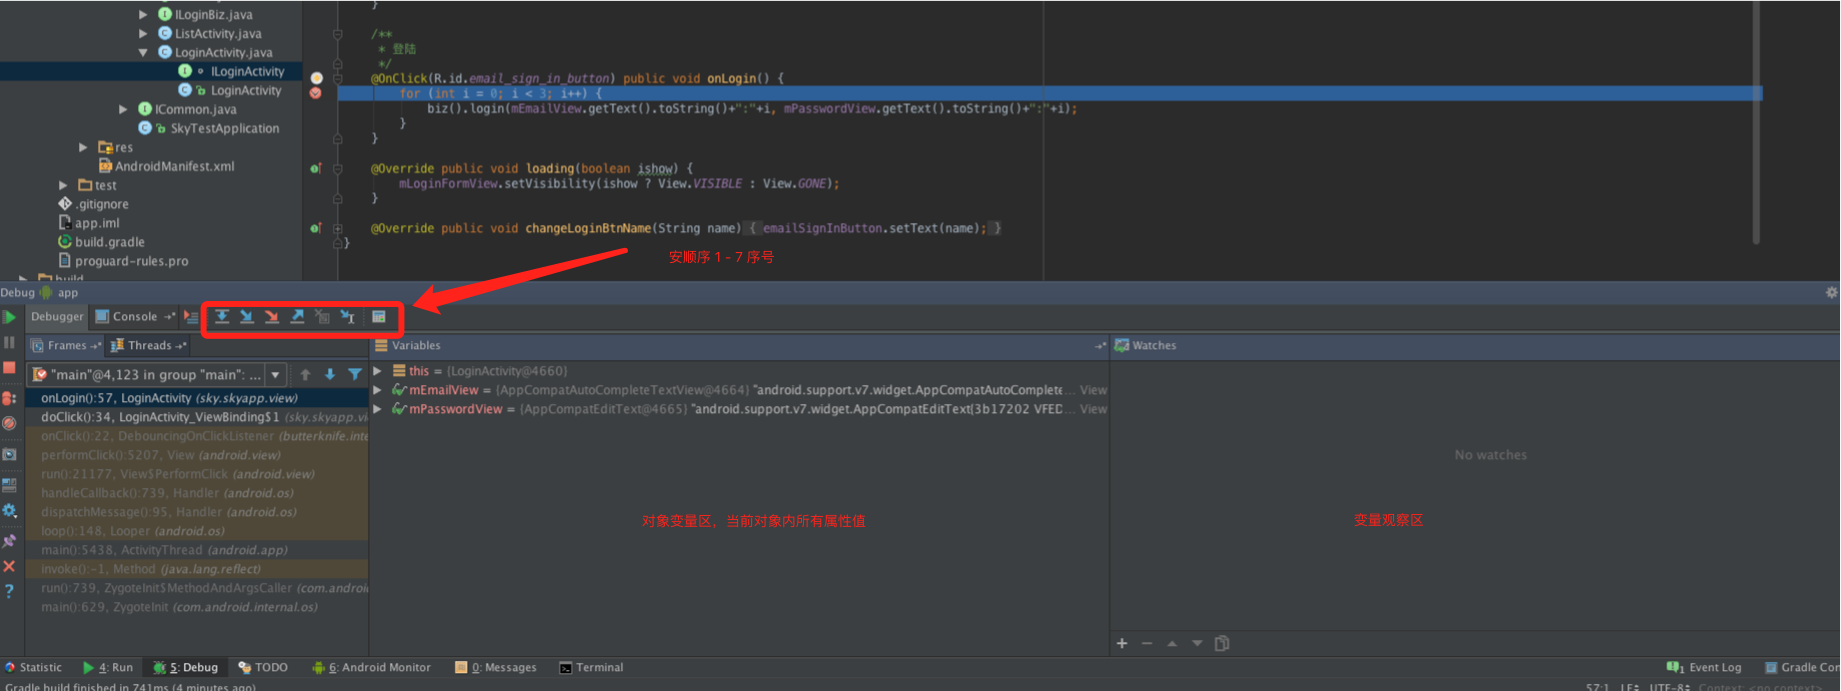 }
ILoginBiz.java
ListActivity.java
LoginActivity.java
ILoginActivity
LoginActivity
ICommon.java
SkyTestApplication
res
AndroidManifest.xml
test
.gitignore
app.iml
build.gradle
proguard-rules.pro
build
/**
* 登陆
*/
@OnClick(R.id.email_sign_in_button) public void onLogin() {
for (int i = 0; i < 3; i++) {
biz().login(mEmailView.getText().toString()+":"+i, mPasswordView.getText().toString()+":"+i);
}
}
@Override public void loading(boolean ishow) {
mLoginFormView.setVisibility(ishow ? View.VISIBLE : View.GONE);
}
@Override public void changeLoginBtnName(String name) { emailSignInButton.setText(name); }
}
安顺序 1 - 7 序号
Debug app
Debugger Console
Frames Threads
"main"@4,123 in group "main": ...
onLogin():57, LoginActivity (sky.skyapp.view)
doClick():34, LoginActivity_ViewBinding$1 (sky.skyapp.vi
onClick():22, DebouncingOnClickListener (butterknife.inte
performClick():5207, View (android.view)
run():21177, View$PerformClick (android.view)
handleCallback():739, Handler (android.os)
dispatchMessage():95, Handler (android.os)
loop():148, Looper (android.os)
main():5438, ActivityThread (android.app)
invoke():-1, Method (java.lang.reflect)
run():739, ZygoteInit$MethodAndArgsCaller (com.android
main():629, ZygoteInit (com.android.internal.os)
Variables
this = {LoginActivity@4660}
mEmailView = {AppCompatAutoCompleteTextView@4664} "android.support.v7.widget.AppCompatAutoComplete... View
mPasswordView = {AppCompatEditText@4665} "android.support.v7.widget.AppCompatEditText{3b17202 VFED... View
对象变量区，当前对象内所有属性值
Watches
No watches
变量观察区
Statistic 4: Run 5: Debug TODO 6: Android Monitor 0: Messages Terminal 1 Event Log Gradle Con
Gradle build finished in 741ms (4 minutes ago) 57:1 LF UTF-8 Context: <no context>